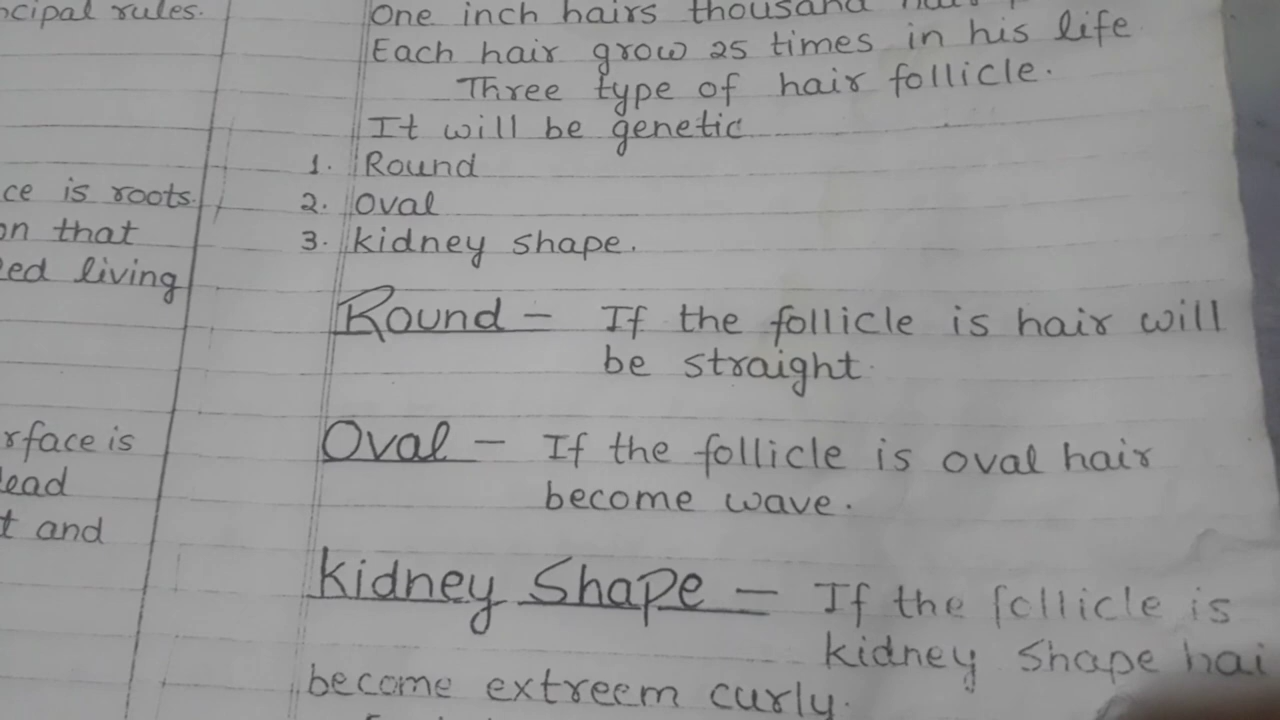 ncipal rules.
ce is roots.
on that
ed living
rface is
lead
t and
One inch hairs thousand
Each hair grow 25 times in his life
Three type of hair follicle.
It will be genetic
1. Round
2. Oval
3. kidney shape.
Round - If the follicle is hair will
be straight.
Oval - If the follicle is oval hair
become wave.
Kidney Shape - If the follicle is
kidney Shape hai
become extreem curly.